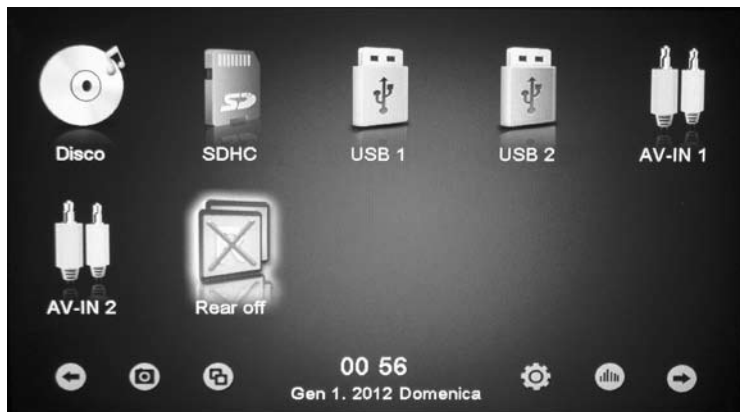 Disco
SDHC
USB 1
USB 2
AV-IN 1
AV-IN 2
Rear off
00 56
Gen 1. 2012 Domenica